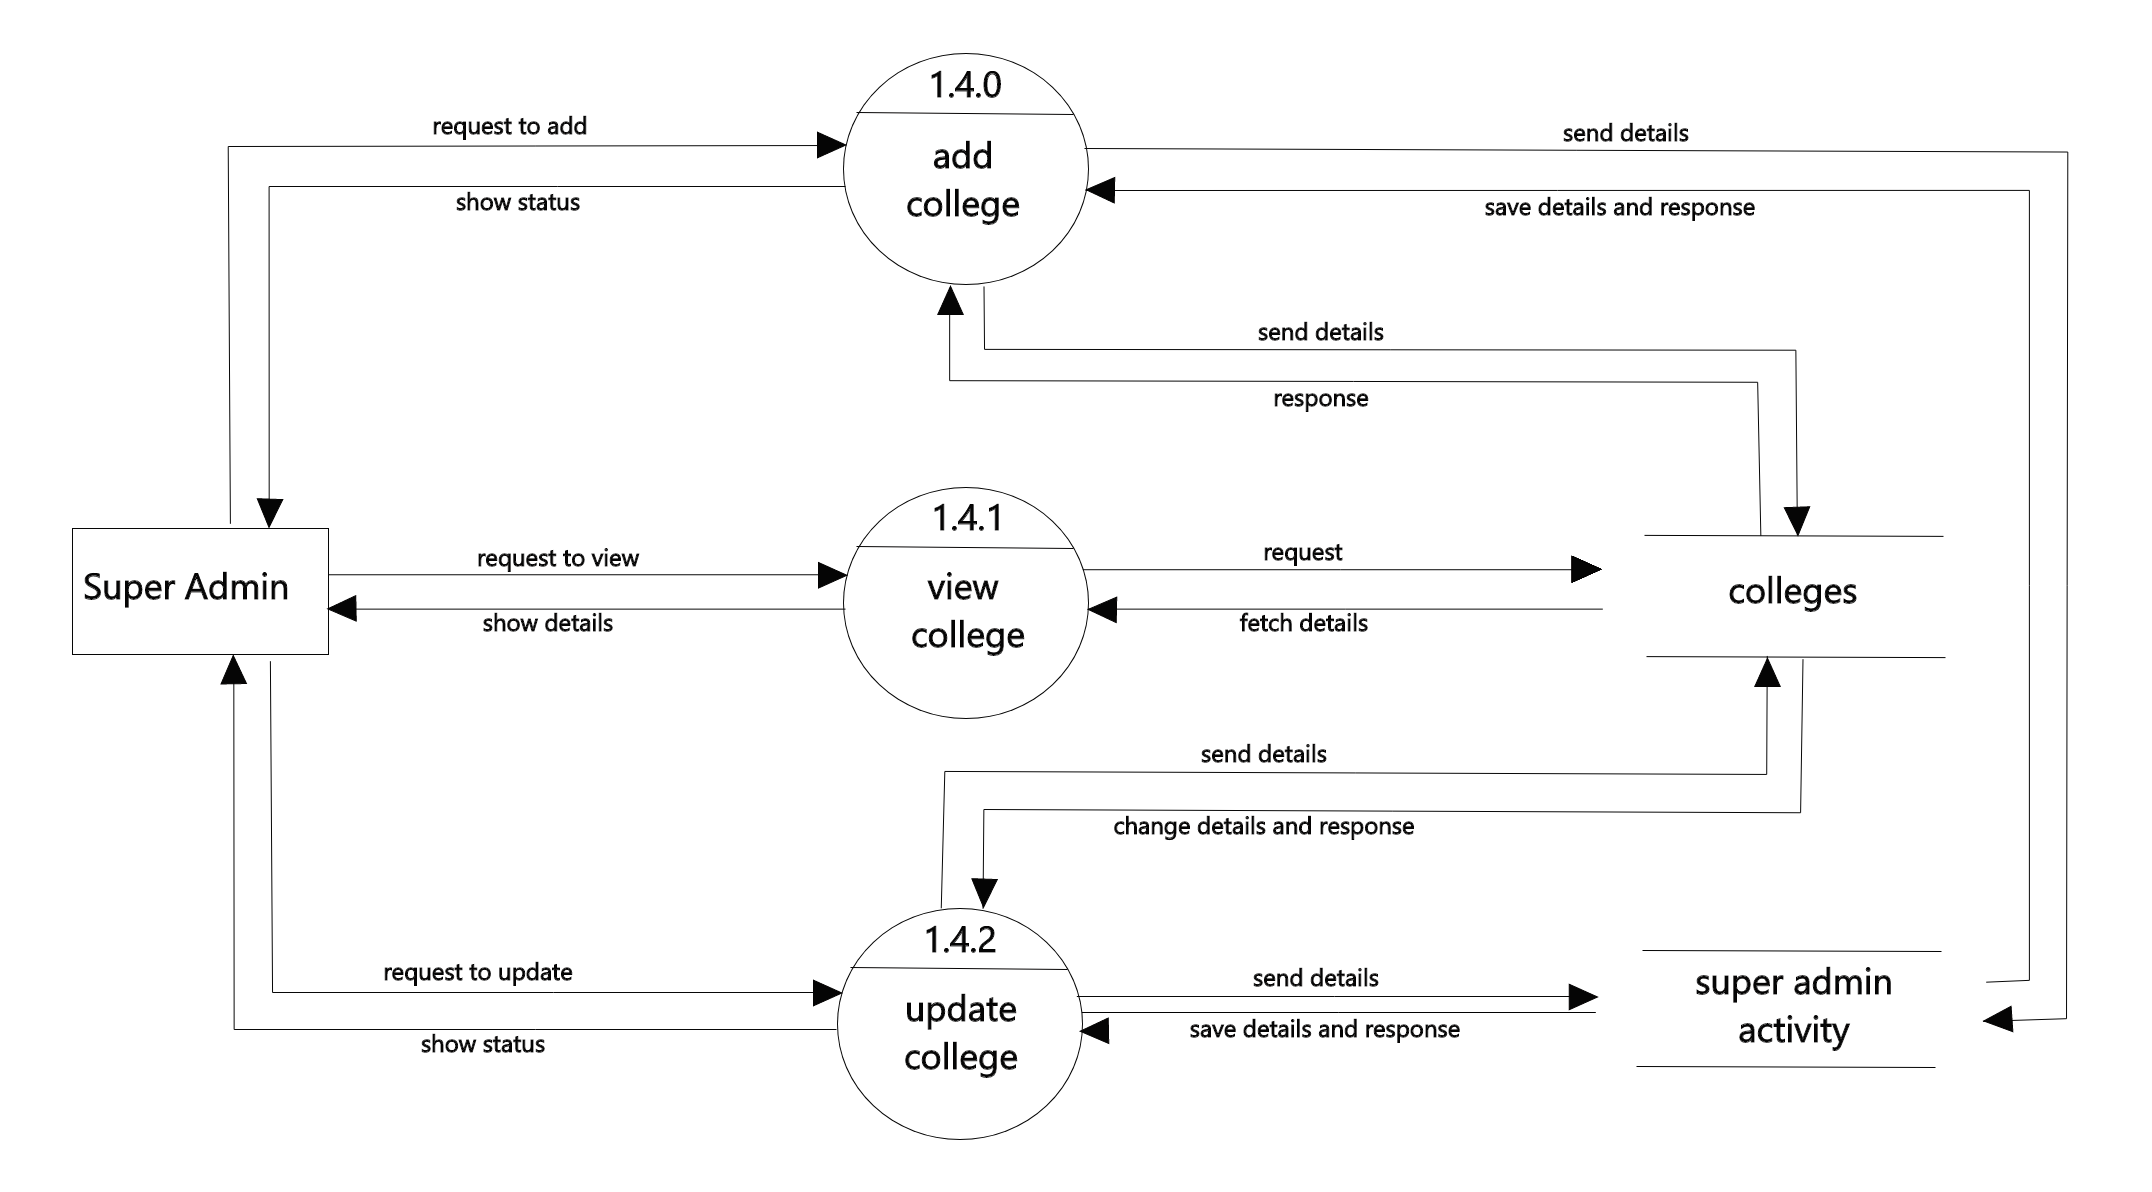 1.4.0
add
college
request to add
show status
send details
save details and response
send details
response
Super Admin
request to view
show details
1.4.1
view
college
request
fetch details
colleges
send details
change details and response
1.4.2
update
college
request to update
show status
send details
save details and response
super admin
activity